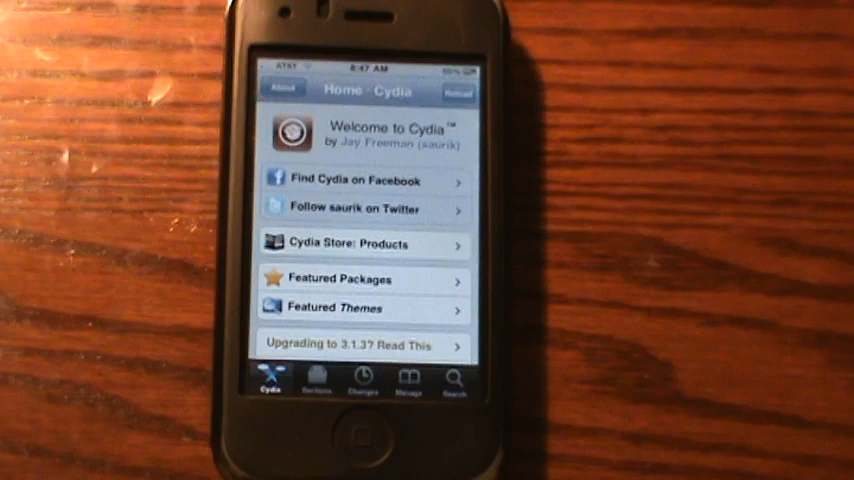 AT&T 8:47 AM
About Home · Cydia Reload
Welcome to Cydia™
by Jay Freeman (saurik)
Find Cydia on Facebook
Follow saurik on Twitter
Cydia Store: Products
Featured Packages
Featured Themes
Upgrading to 3.1.3? Read This
Cydia Sections Changes Manage Search